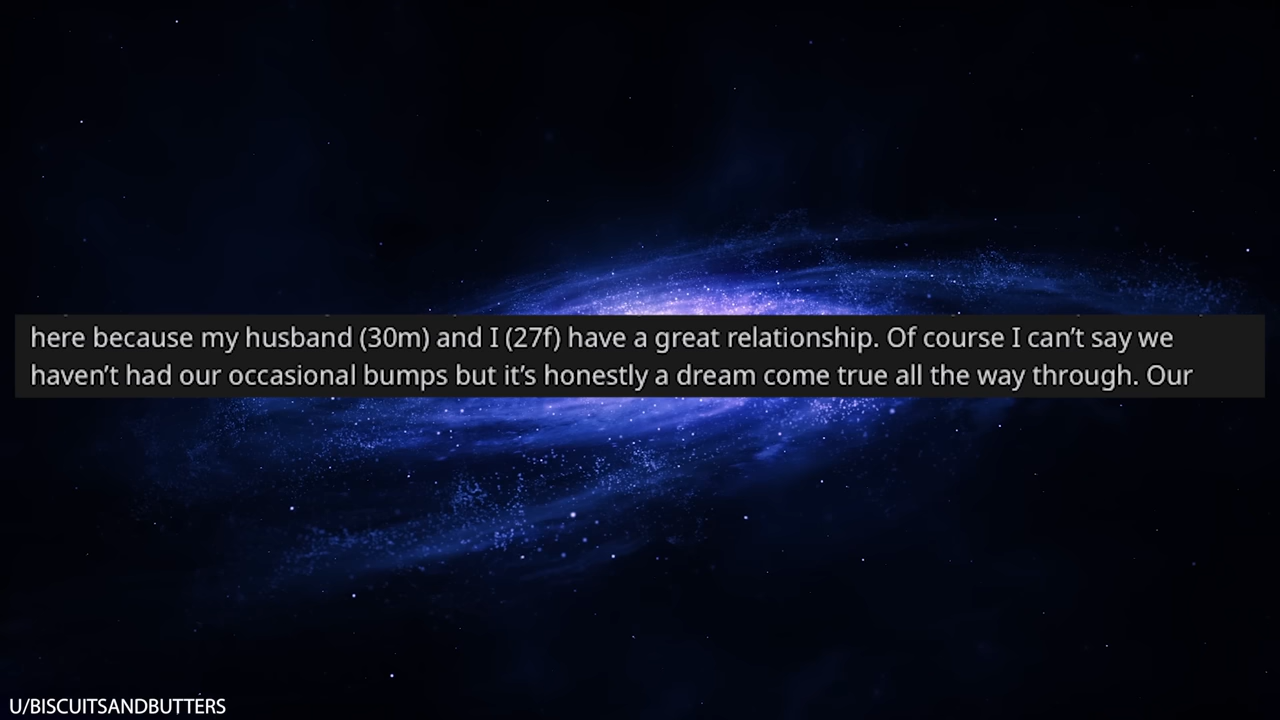 here because my husband (30m) and I (27f) have a great relationship. Of course I can’t say we
haven’t had our occasional bumps but it’s honestly a dream come true all the way through. Our
U/BISCUITSANDBUTTERS